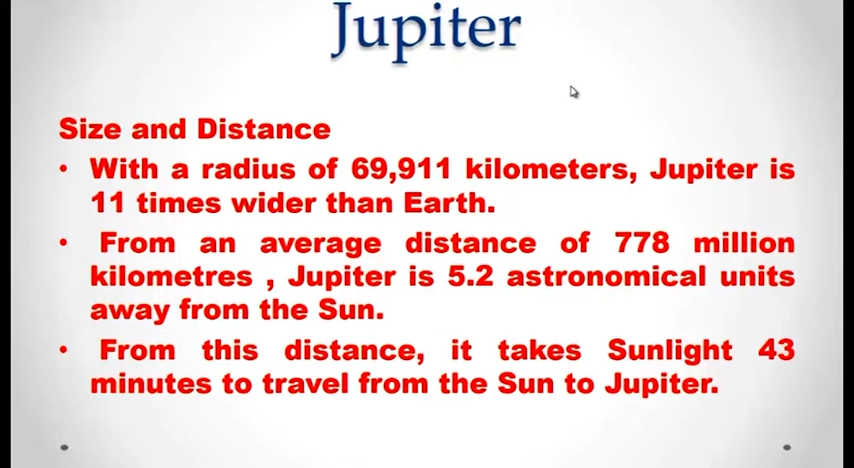 Jupiter
Size and Distance
• With a radius of 69,911 kilometers, Jupiter is
11 times wider than Earth.
• From an average distance of 778 million
kilometres , Jupiter is 5.2 astronomical units
away from the Sun.
• From this distance, it takes Sunlight 43
minutes to travel from the Sun to Jupiter.